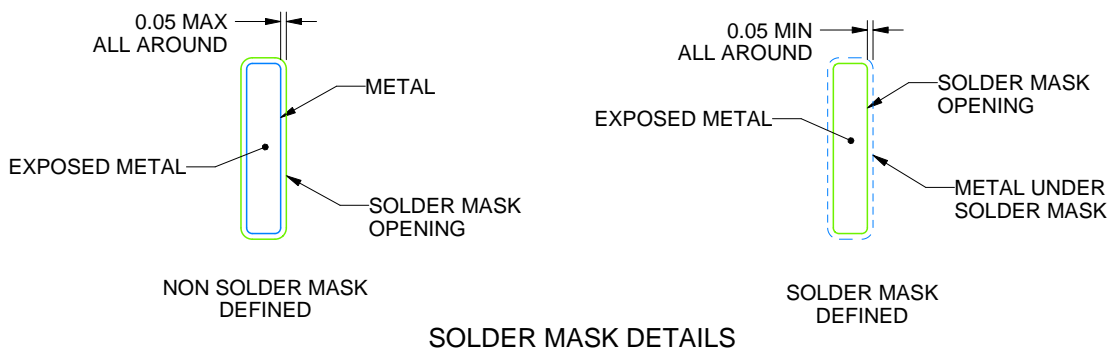 0.05 MAX
ALL AROUND
METAL
EXPOSED METAL
SOLDER MASK
OPENING
NON SOLDER MASK
DEFINED
0.05 MIN
ALL AROUND
SOLDER MASK
OPENING
EXPOSED METAL
METAL UNDER
SOLDER MASK
SOLDER MASK
DEFINED
SOLDER MASK DETAILS